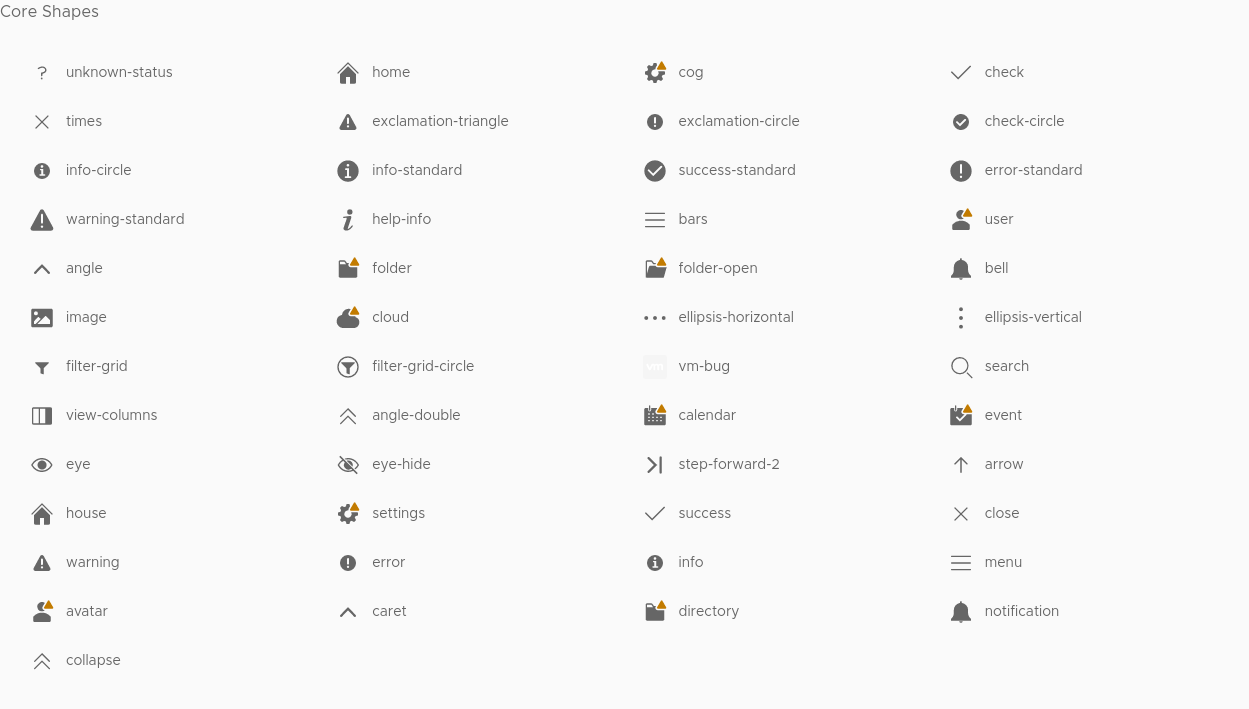 Core Shapes
? unknown-status home cog check
times exclamation-triangle exclamation-circle check-circle
info-circle info-standard success-standard error-standard
warning-standard help-info bars user
angle folder folder-open bell
image cloud ellipsis-horizontal ellipsis-vertical
filter-grid filter-grid-circle vm vm-bug search
view-columns angle-double calendar event
eye eye-hide step-forward-2 arrow
house settings success close
warning error info menu
avatar caret directory notification
collapse